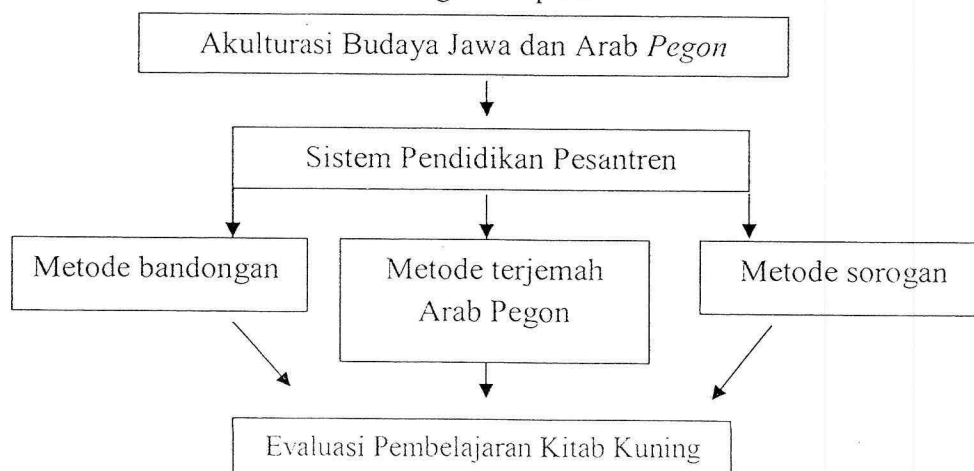 Akulturasi Budaya Jawa dan Arab Pegon
Sistem Pendidikan Pesantren
Metode bandongan
Metode terjemah
Arab Pegon
Metode sorogan
Evaluasi Pembelajaran Kitab Kuning